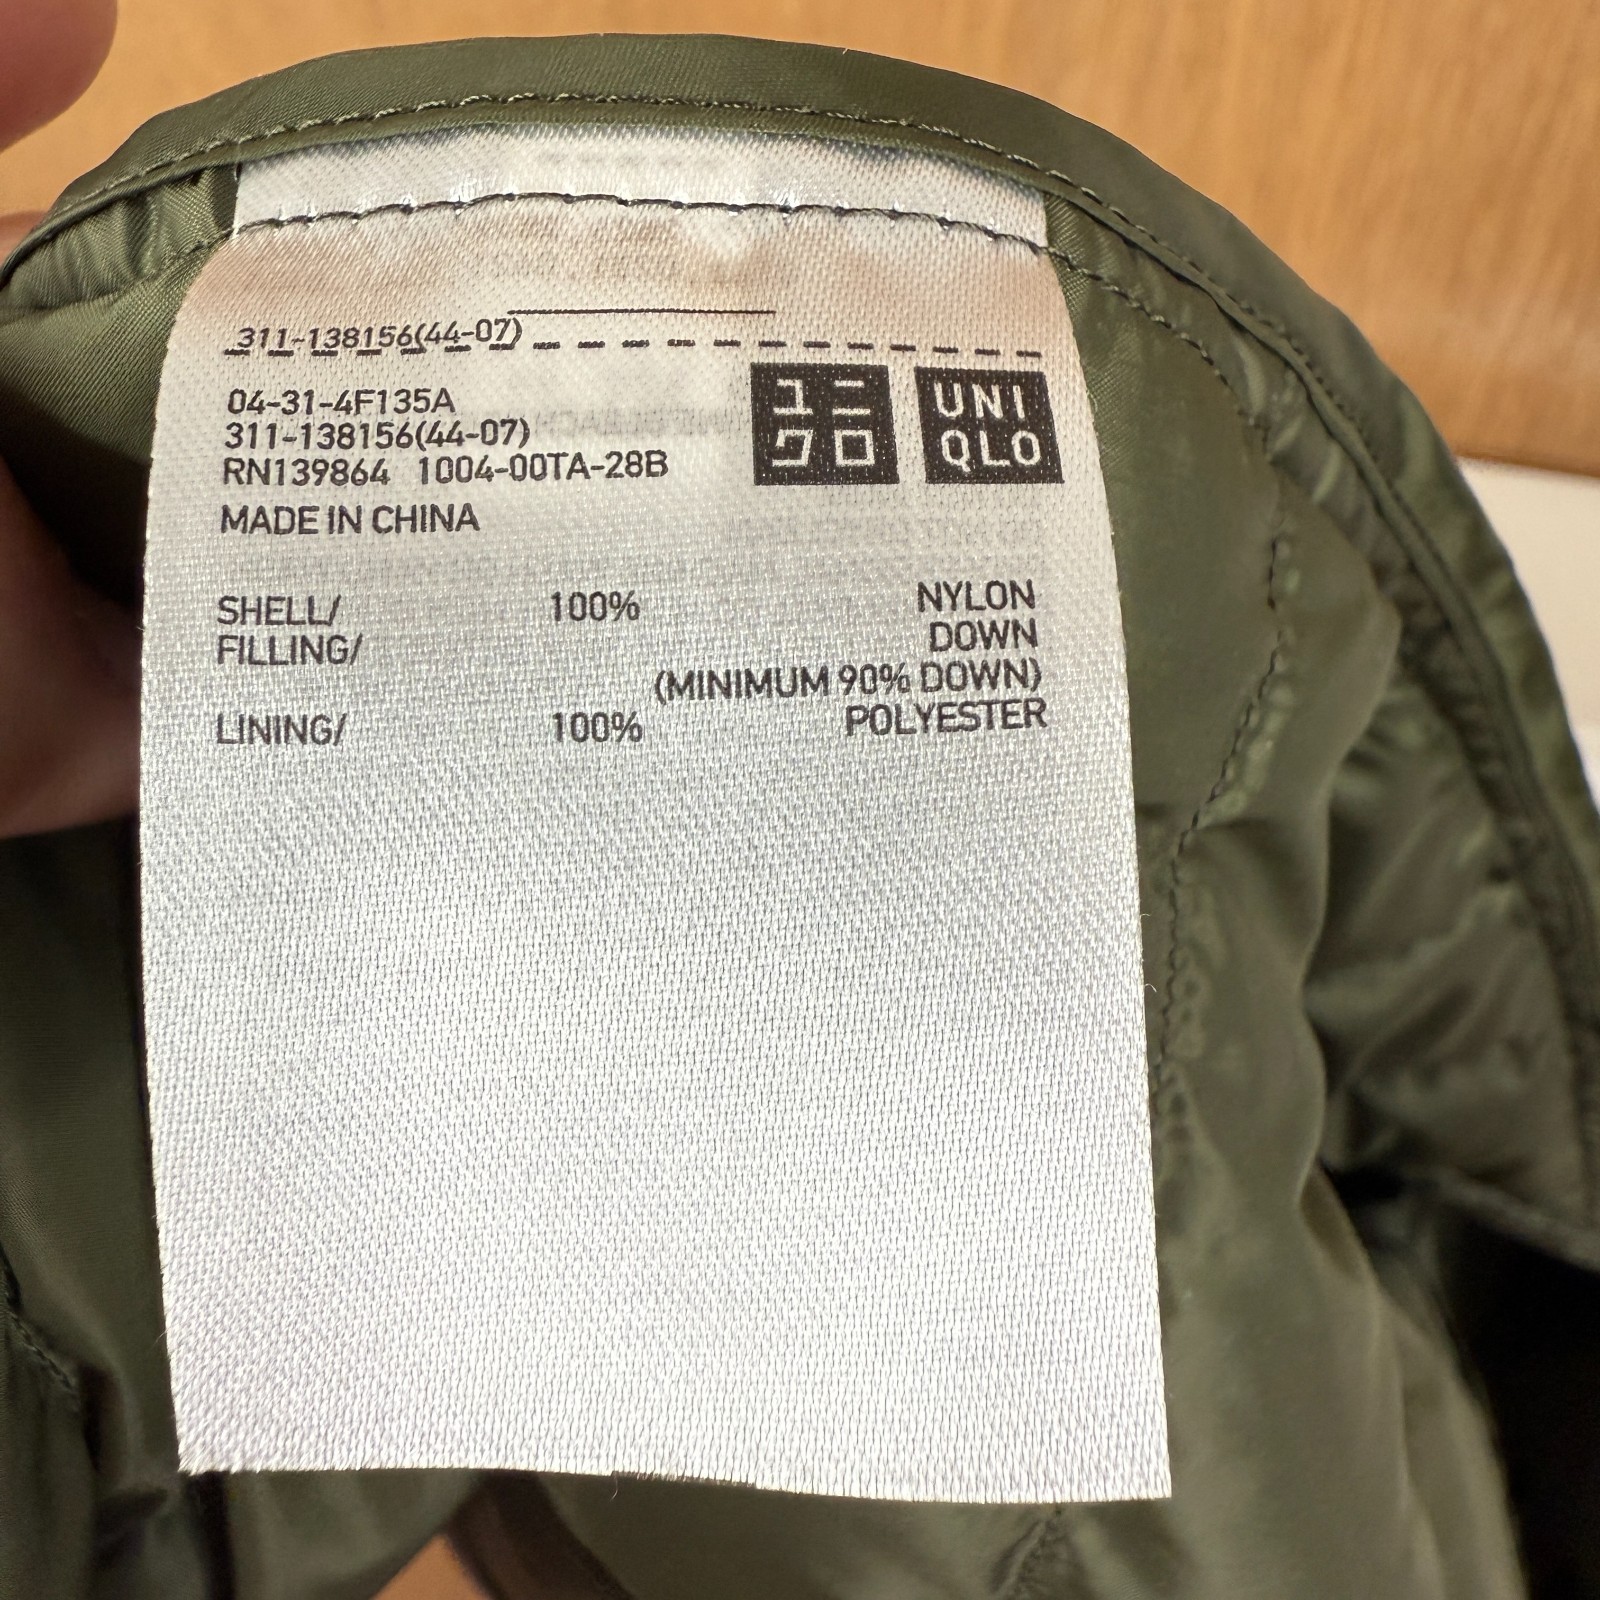 311-138156(44-07)
04-31-4F135A
311-138156(44-07)
RN139864 1004-00TA-28B
MADE IN CHINA
ユニ
クロ
UNI
QLO
SHELL/ 100% NYLON
FILLING/ DOWN
(MINIMUM 90% DOWN)
LINING/ 100% POLYESTER